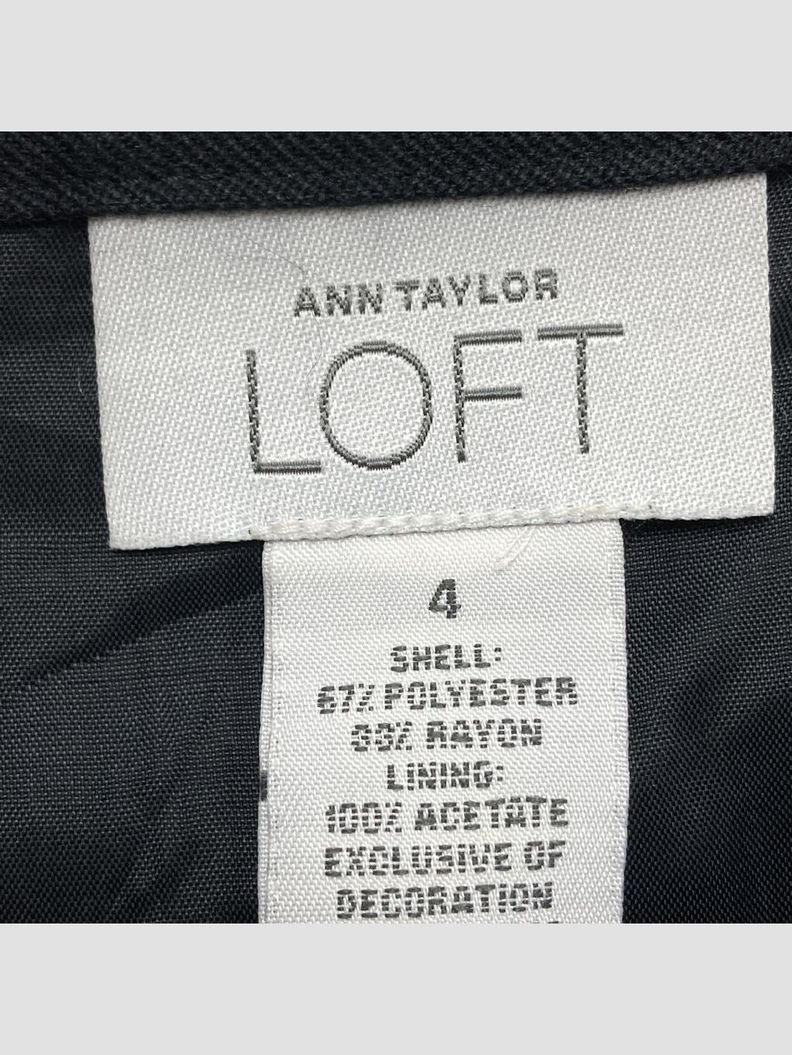 ANN TAYLOR
LOFT
4
SHELL:
67% POLYESTER
33% RAYON
LINING:
100% ACETATE
EXCLUSIVE OF
DECORATION